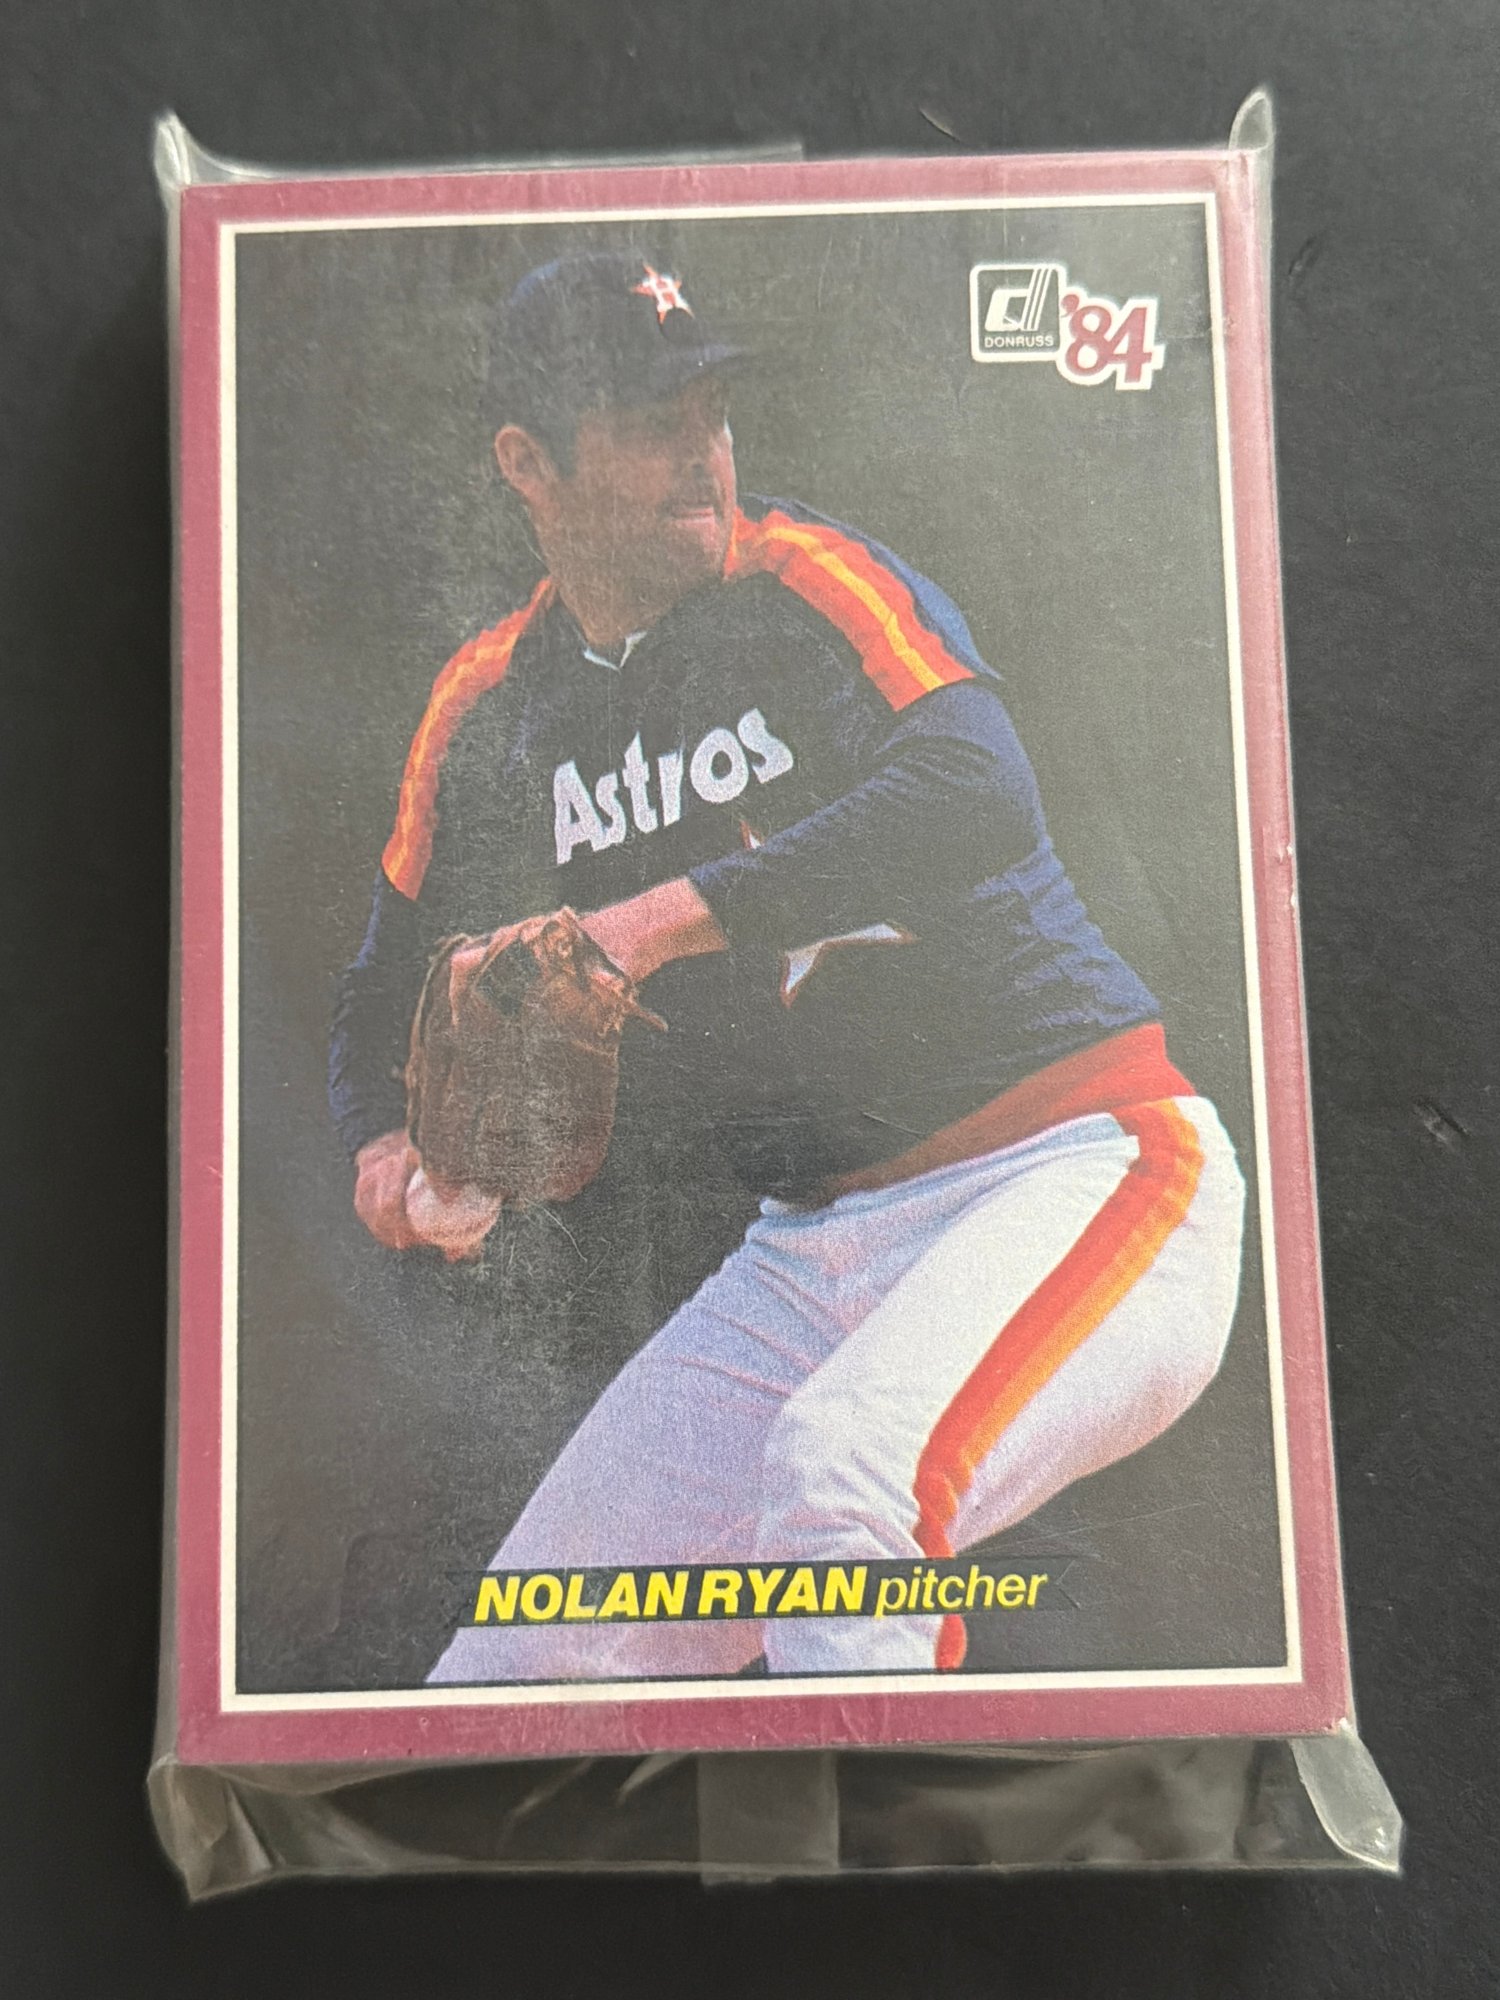 H
DONRUSS
'84
Astros
NOLAN RYAN pitcher